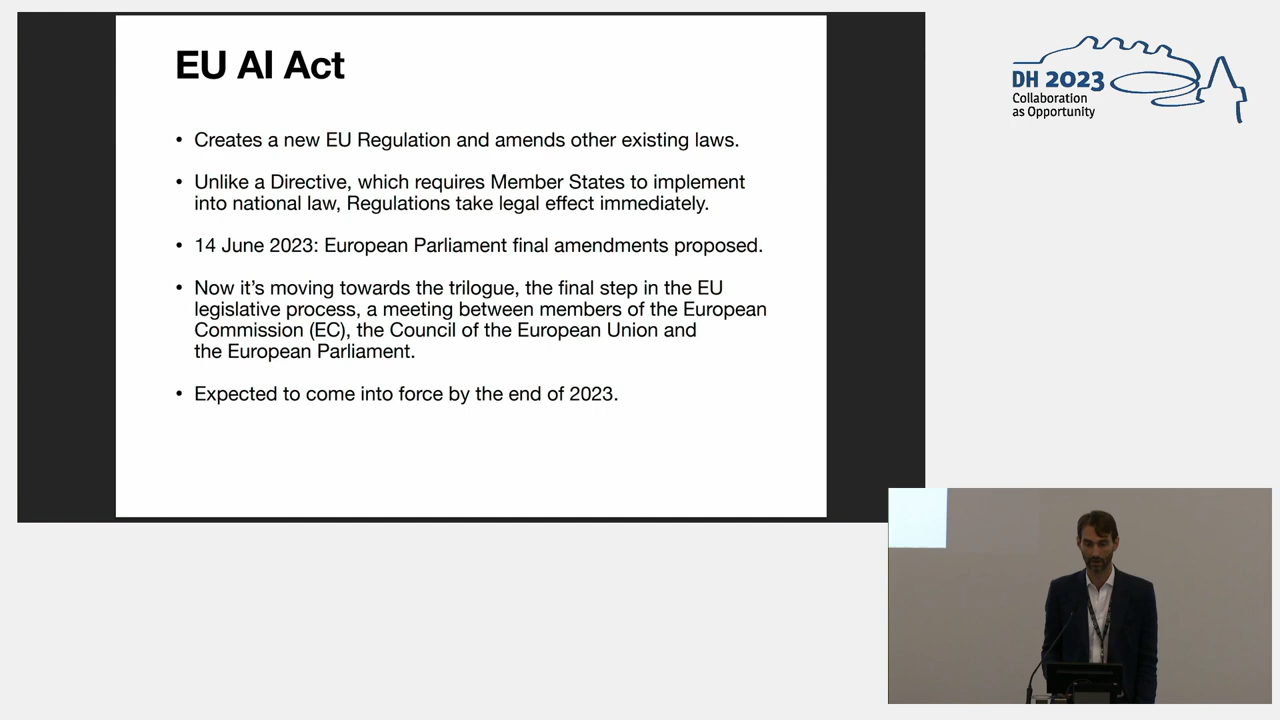 EU AI Act
• Creates a new EU Regulation and amends other existing laws.
• Unlike a Directive, which requires Member States to implement
into national law, Regulations take legal effect immediately.
• 14 June 2023: European Parliament final amendments proposed.
• Now it’s moving towards the trilogue, the final step in the EU
legislative process, a meeting between members of the European
Commission (EC), the Council of the European Union and
the European Parliament.
• Expected to come into force by the end of 2023.
DH 2023
Collaboration
as Opportunity